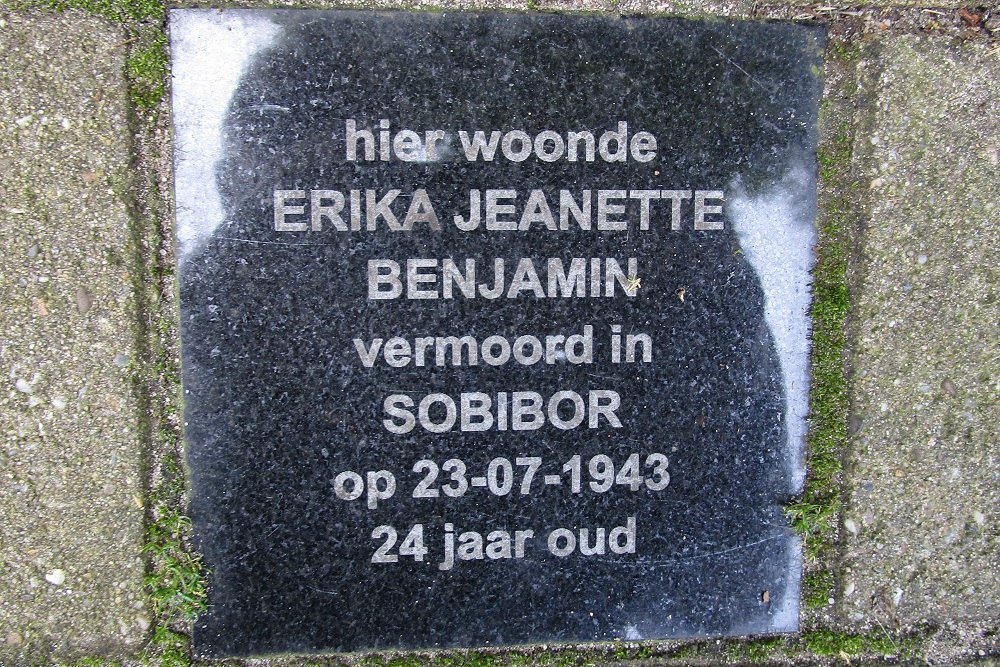 hier woonde
ERIKA JEANETTE
BENJAMIN
vermoord in
SOBIBOR
op 23-07-1943
24 jaar oud